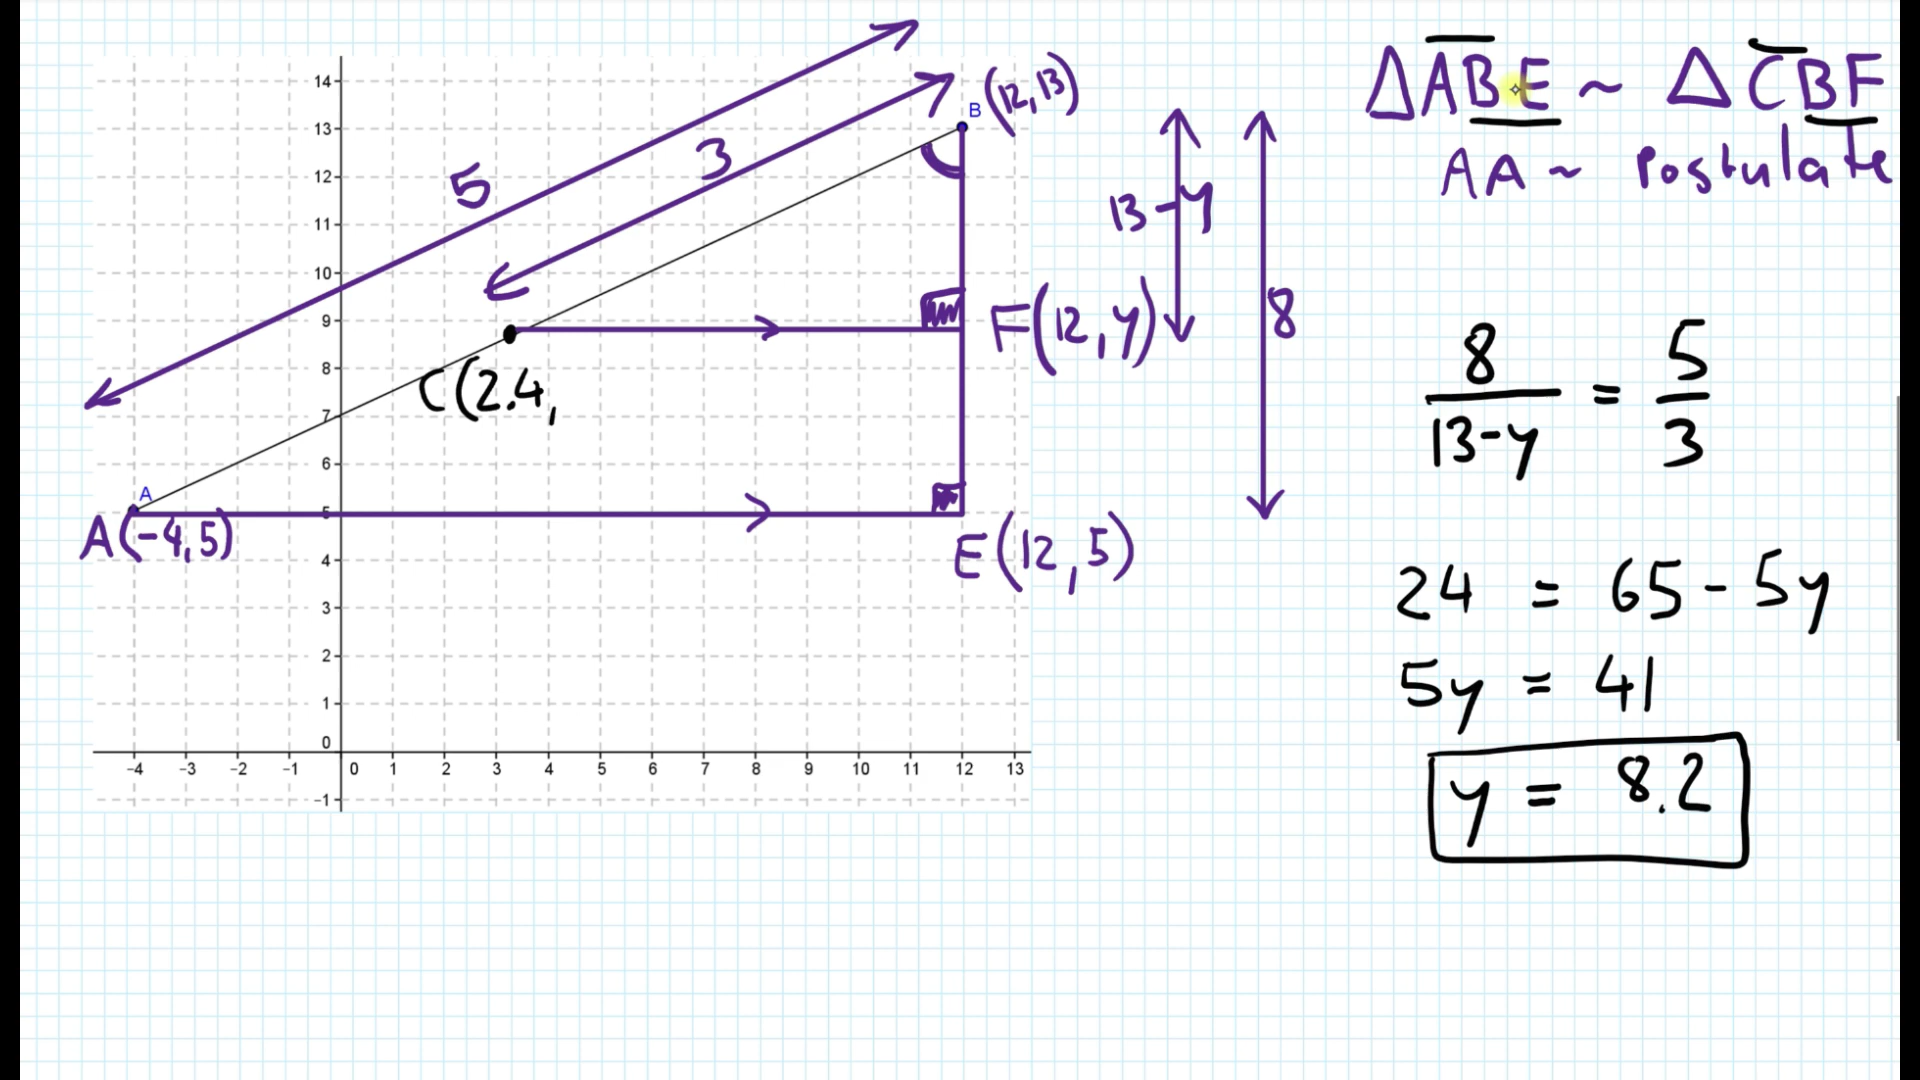 △ABE ~ △CBF
AA ~ Postulate
14
13
12
11
10
9
8
7
6
5
4
3
2
1
0
−1
−4 −3 −2 −1 0 1 2 3 4 5 6 7 8 9 10 11 12 13
5
3
B (12,13)
13-y
8
F(12,y)
C(2.4,
A
A(-4,5)
E(12,5)
8/(13-y) = 5/3
24 = 65 - 5y
5y = 41
y = 8.2